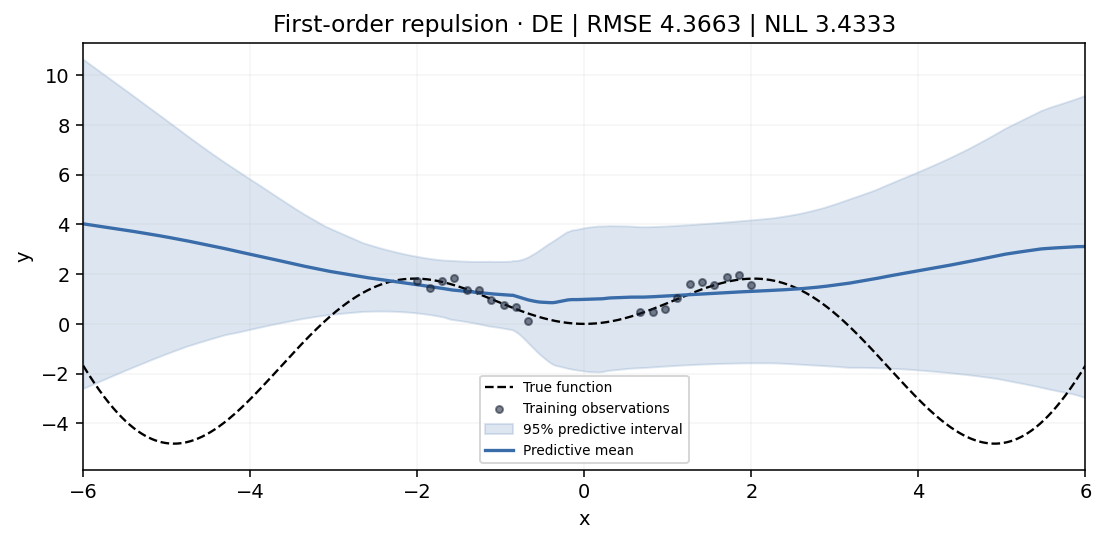 First-order repulsion · DE | RMSE 4.3663 | NLL 3.4333
10
8
6
4
2
0
−2
−4
y
−6
−4
−2
0
2
4
6
x
True function
Training observations
95% predictive interval
Predictive mean